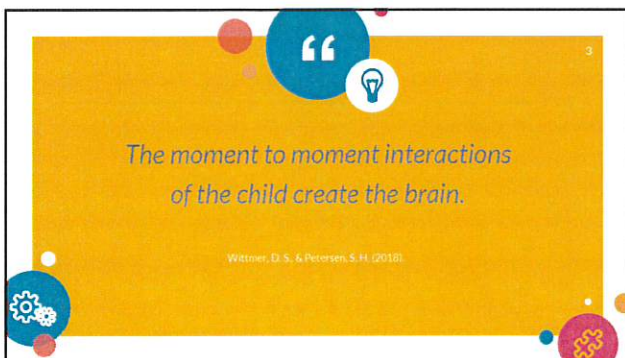 “
3
The moment to moment interactions
of the child create the brain.
Wittmer, D. S., & Petersen, S. H. (2018).